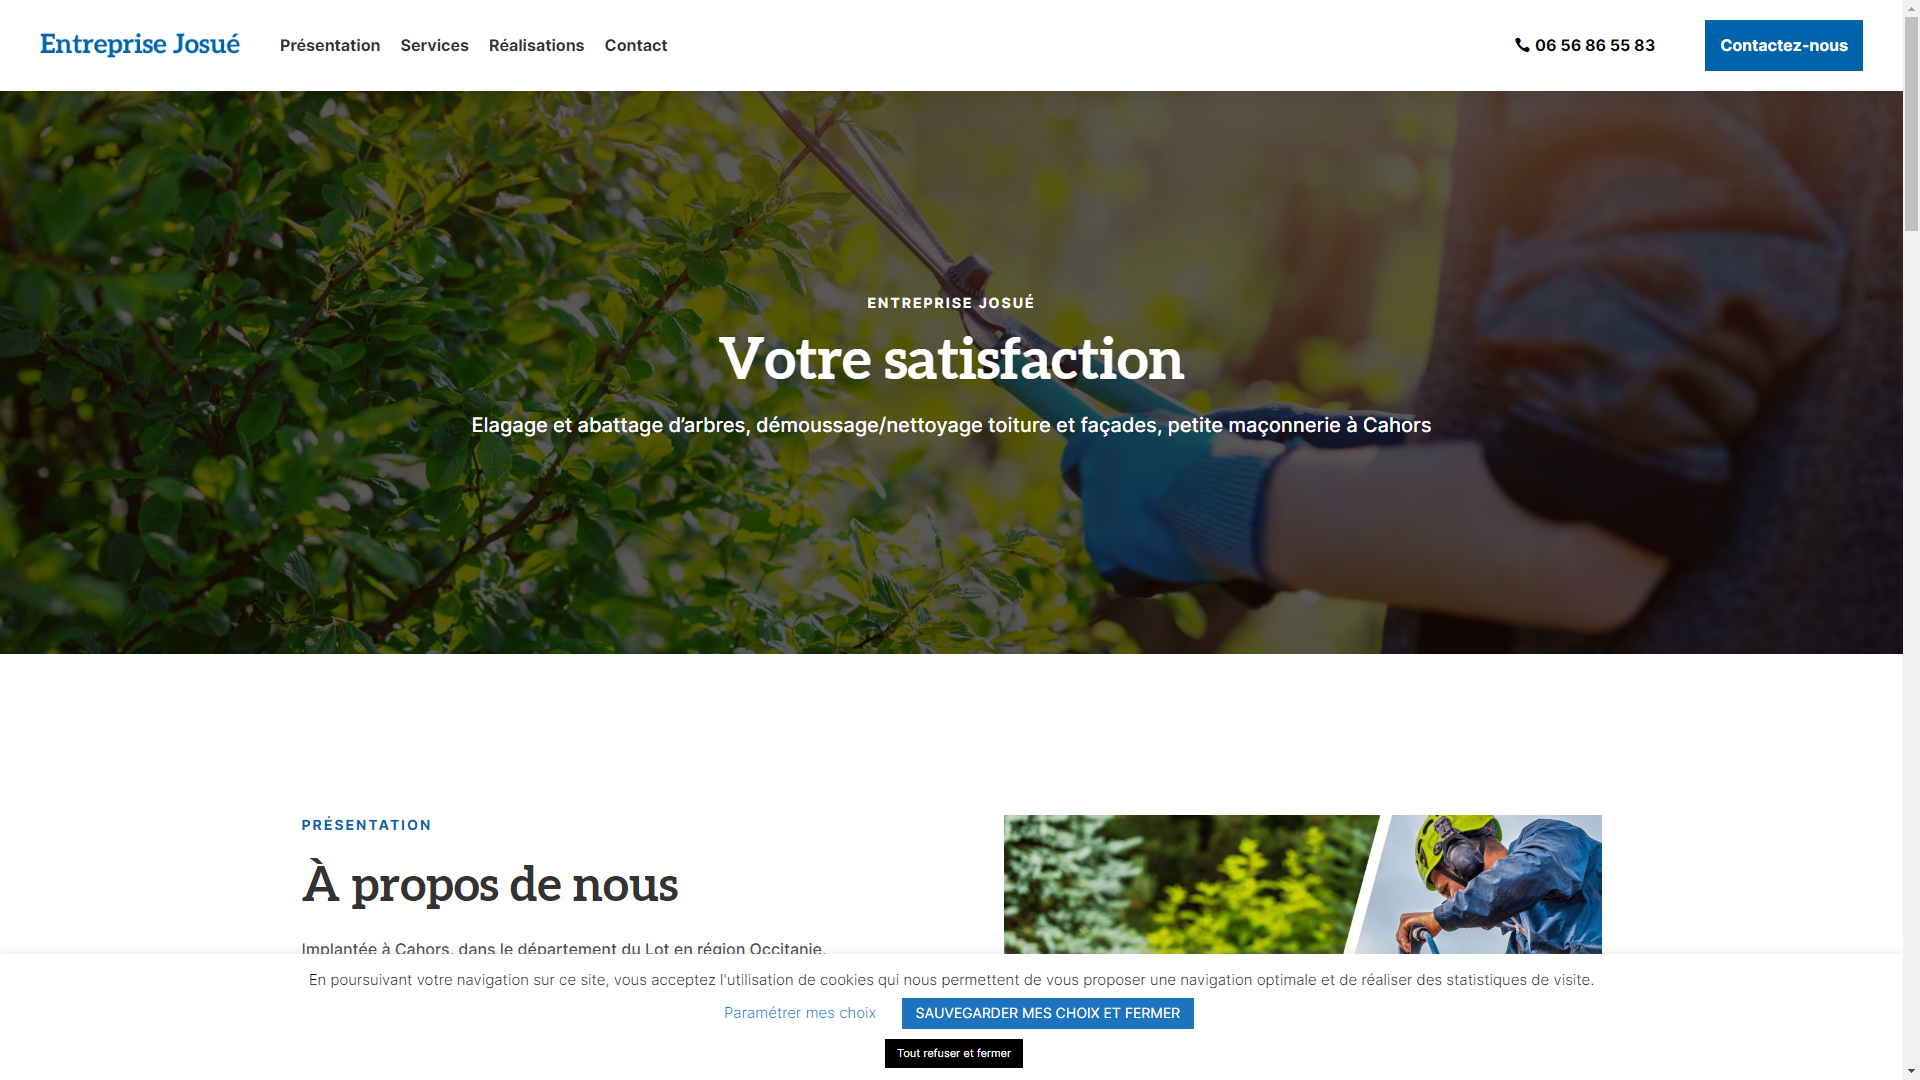 Entreprise Josué
Présentation Services Réalisations Contact
06 56 86 55 83
Contactez-nous
ENTREPRISE JOSUÉ
Votre satisfaction
Elagage et abattage d’arbres, démoussage/nettoyage toiture et façades, petite maçonnerie à Cahors
PRÉSENTATION
À propos de nous
Implantée à Cahors, dans le département du Lot en région Occitanie,
En poursuivant votre navigation sur ce site, vous acceptez l'utilisation de cookies qui nous permettent de vous proposer une navigation optimale et de réaliser des statistiques de visite.
Paramétrer mes choix
SAUVEGARDER MES CHOIX ET FERMER
Tout refuser et fermer